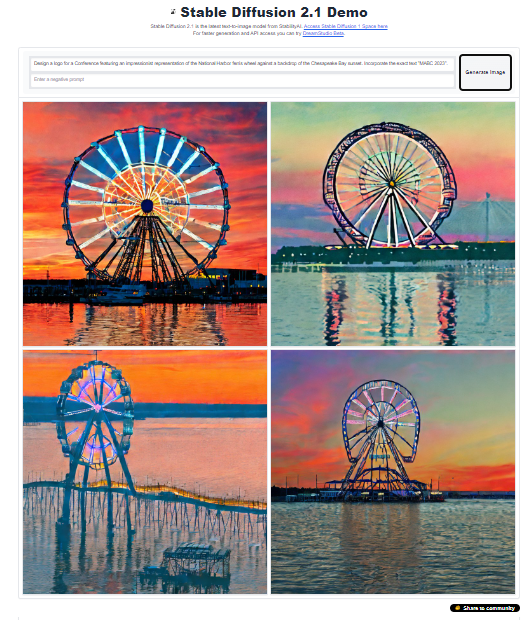 Stable Diffusion 2.1 Demo
Stable Diffusion 2.1 is the latest text-to-image model from StabilityAI. Access Stable Diffusion 1 Space here
For faster generation and API access you can try DreamStudio Beta.
Design a logo for a Conference featuring an impressionist representation of the National Harbor ferris wheel against a backdrop of the Chesapeake Bay sunset. Incorporate the exact text "MABC 2023".
Enter a negative prompt
Generate image
Share to community